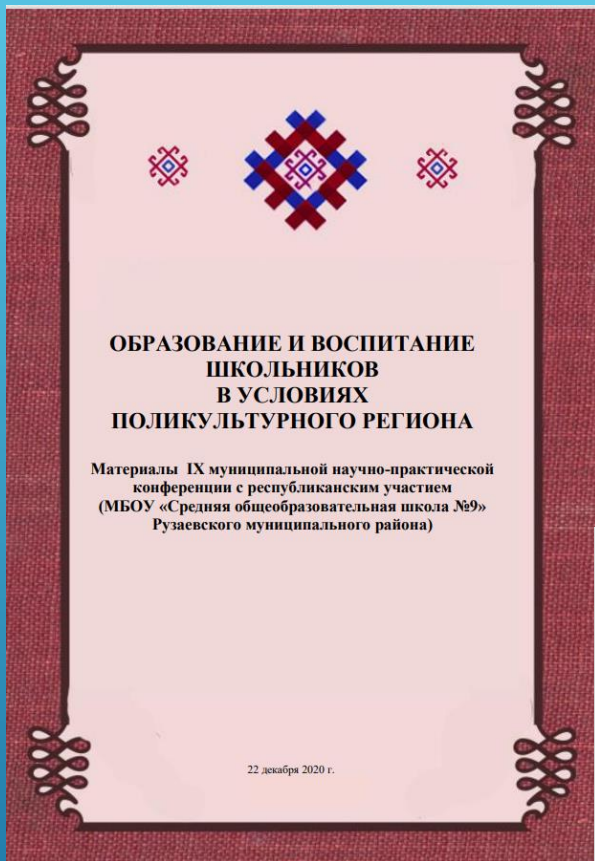 ОБРАЗОВАНИЕ И ВОСПИТАНИЕ
ШКОЛЬНИКОВ
В УСЛОВИЯХ
ПОЛИКУЛЬТУРНОГО РЕГИОНА
Материалы IX муниципальной научно-практической
конференции с республиканским участием
(МБОУ «Средняя общеобразовательная школа №9»
Рузаевского муниципального района)
22 декабря 2020 г.